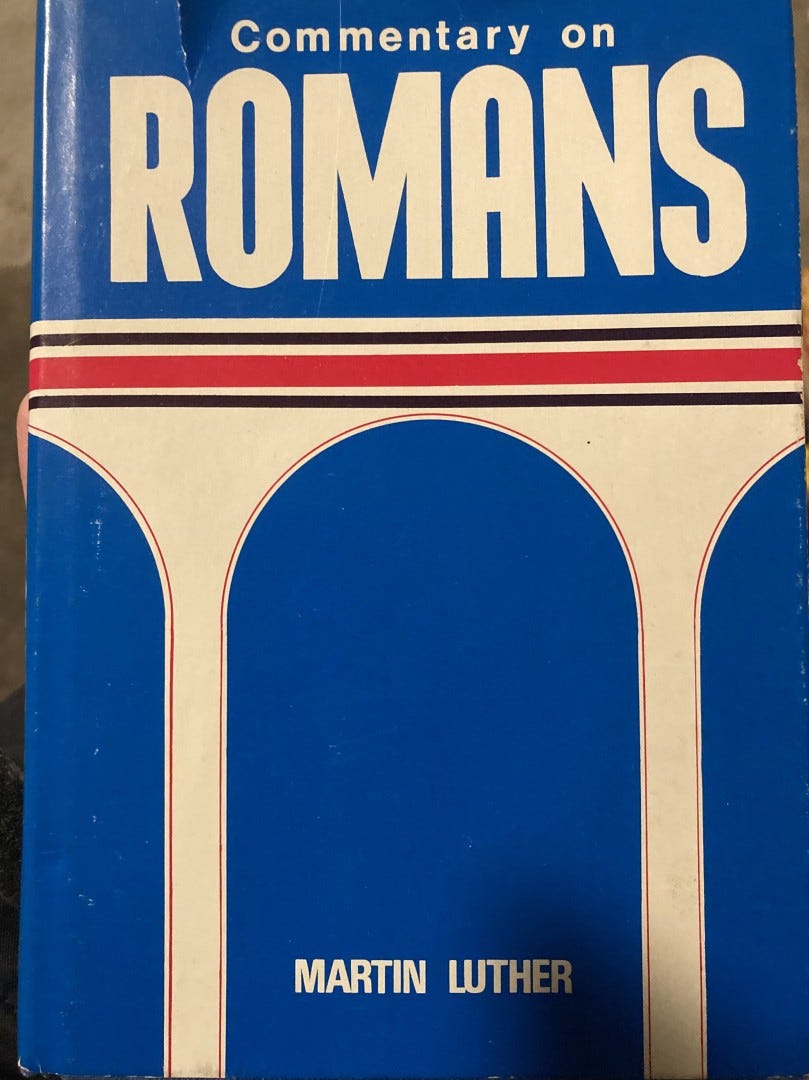 Commentary on
ROMANS
MARTIN LUTHER